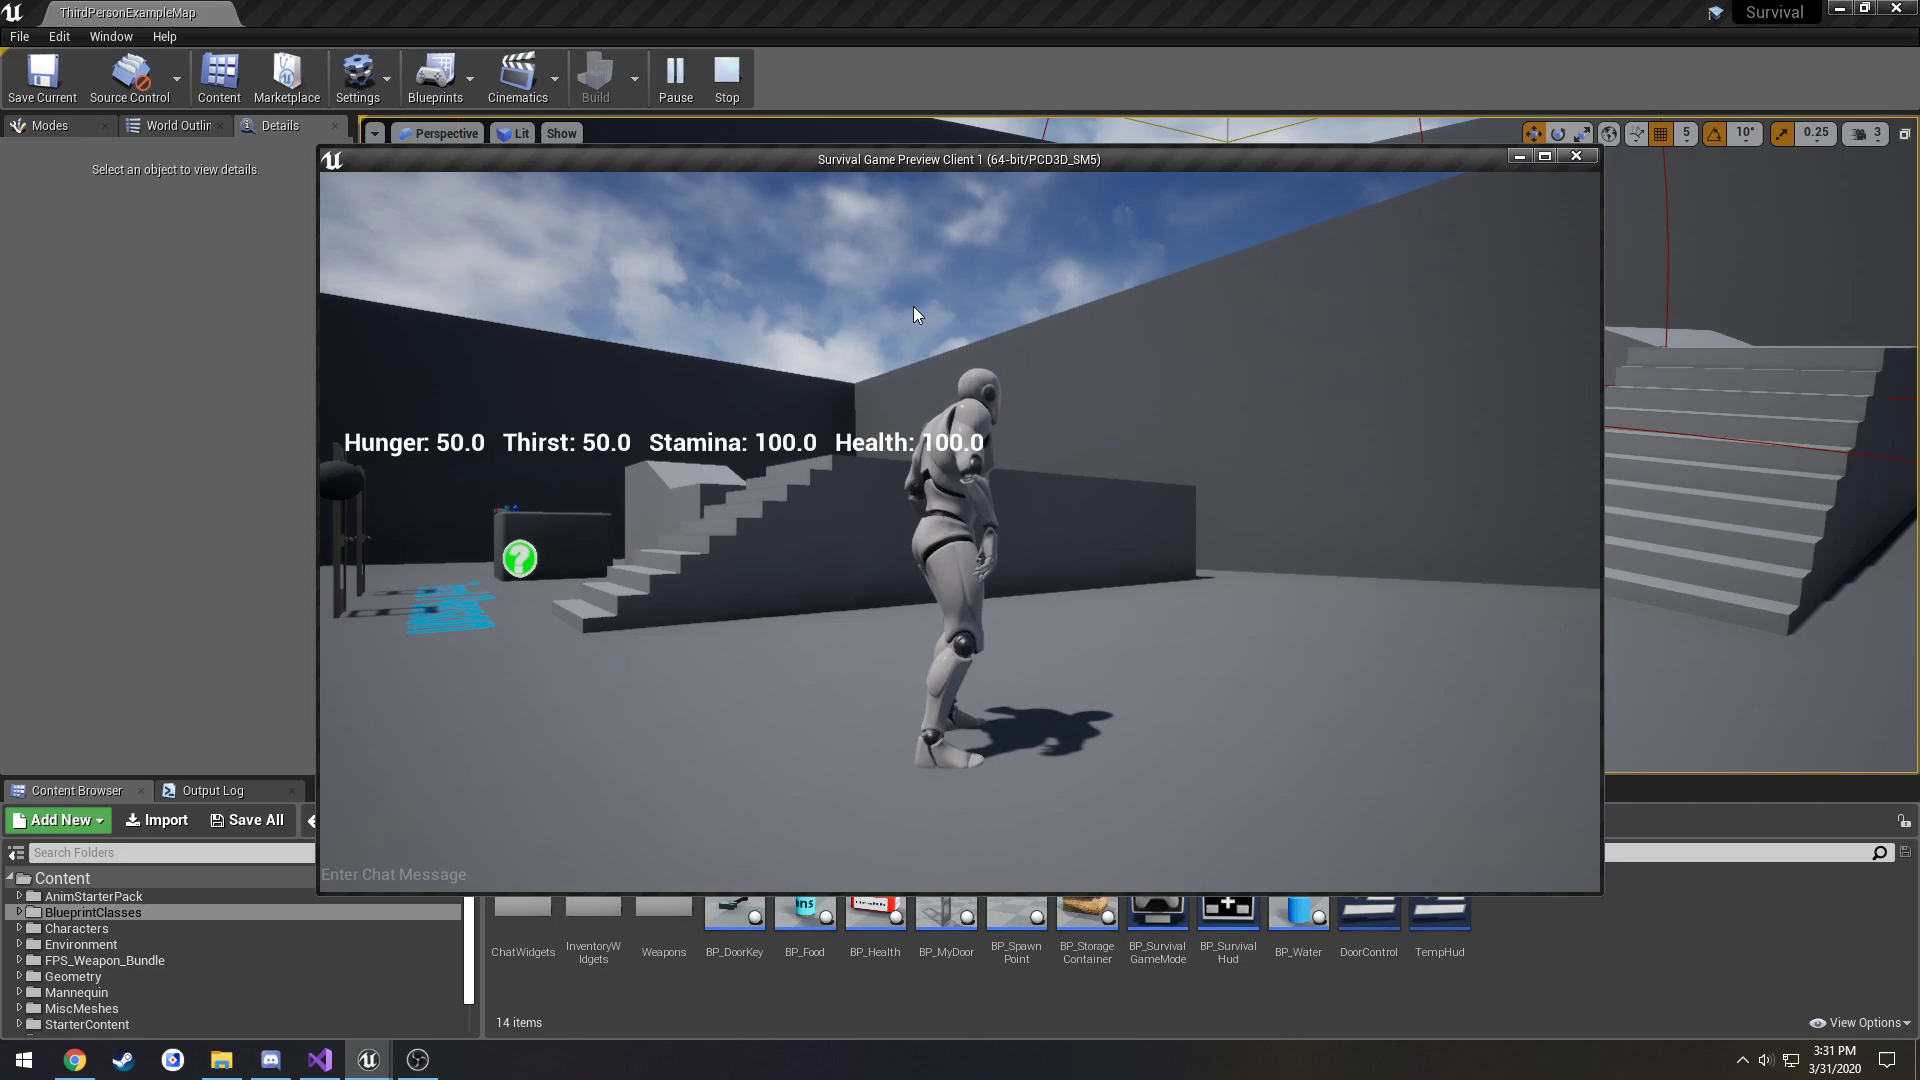 ThirdPersonExampleMap
Survival
File Edit Window Help
Save Current Source Control Content Marketplace Settings Blueprints Cinematics Build Pause Stop
Modes World Outlin Details
Perspective Lit Show 5 10° 0.25 3
Select an object to view details.
Survival Game Preview Client 1 (64-bit/PCD3D_SM5)
Hunger: 50.0 Thirst: 50.0 Stamina: 100.0 Health: 100.0
?
Enter Chat Message
Content Browser Output Log
Add New Import Save All
Search Folders
Content
AnimStarterPack
BlueprintClasses
Characters
Environment
FPS_Weapon_Bundle
Geometry
Mannequin
MiscMeshes
StarterContent
ans Health
ChatWidgets
InventoryW
idgets
Weapons
BP_DoorKey
BP_Food
BP_Health
BP_MyDoor
BP_Spawn
Point
BP_Storage
Container
BP_Survival
GameMode
BP_Survival
Hud
BP_Water
DoorControl
TempHud
14 items
View Options
3:31 PM
3/31/2020